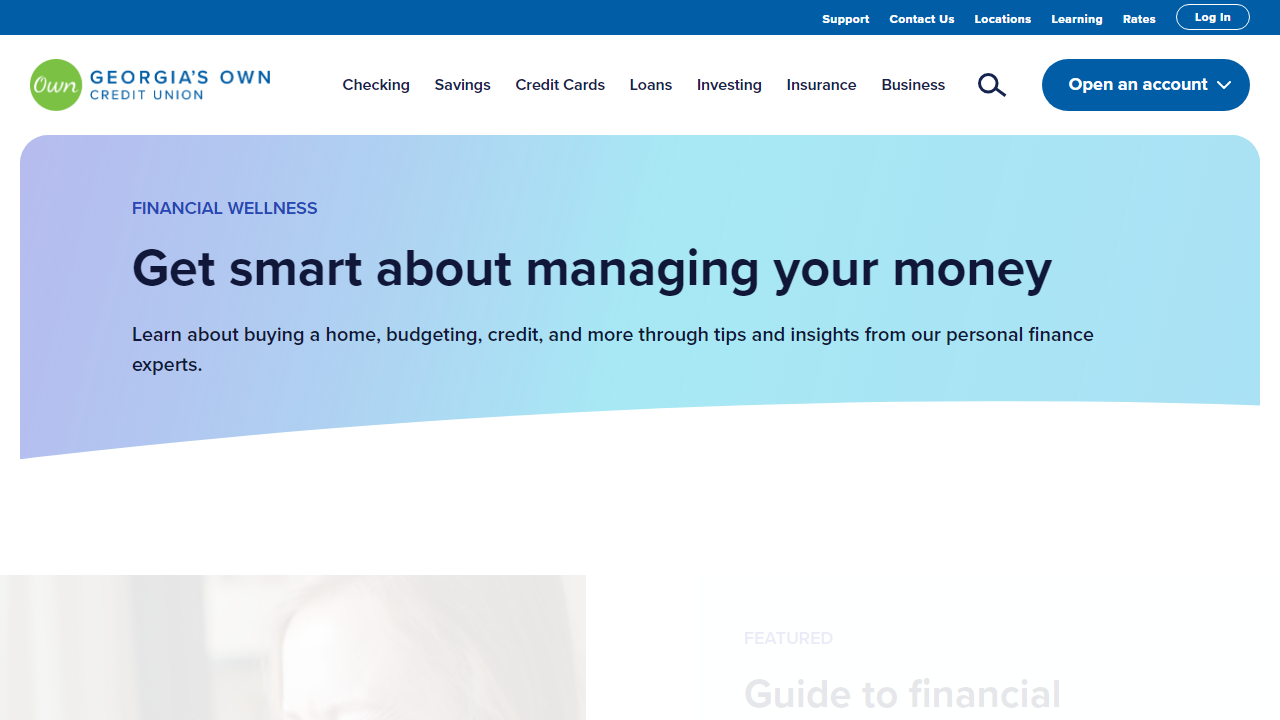 Support Contact Us Locations Learning Rates Log In
Own GEORGIA'S OWN
CREDIT UNION
Checking Savings Credit Cards Loans Investing Insurance Business Open an account
FINANCIAL WELLNESS
Get smart about managing your money
Learn about buying a home, budgeting, credit, and more through tips and insights from our personal finance
experts.
FEATURED
Guide to financial